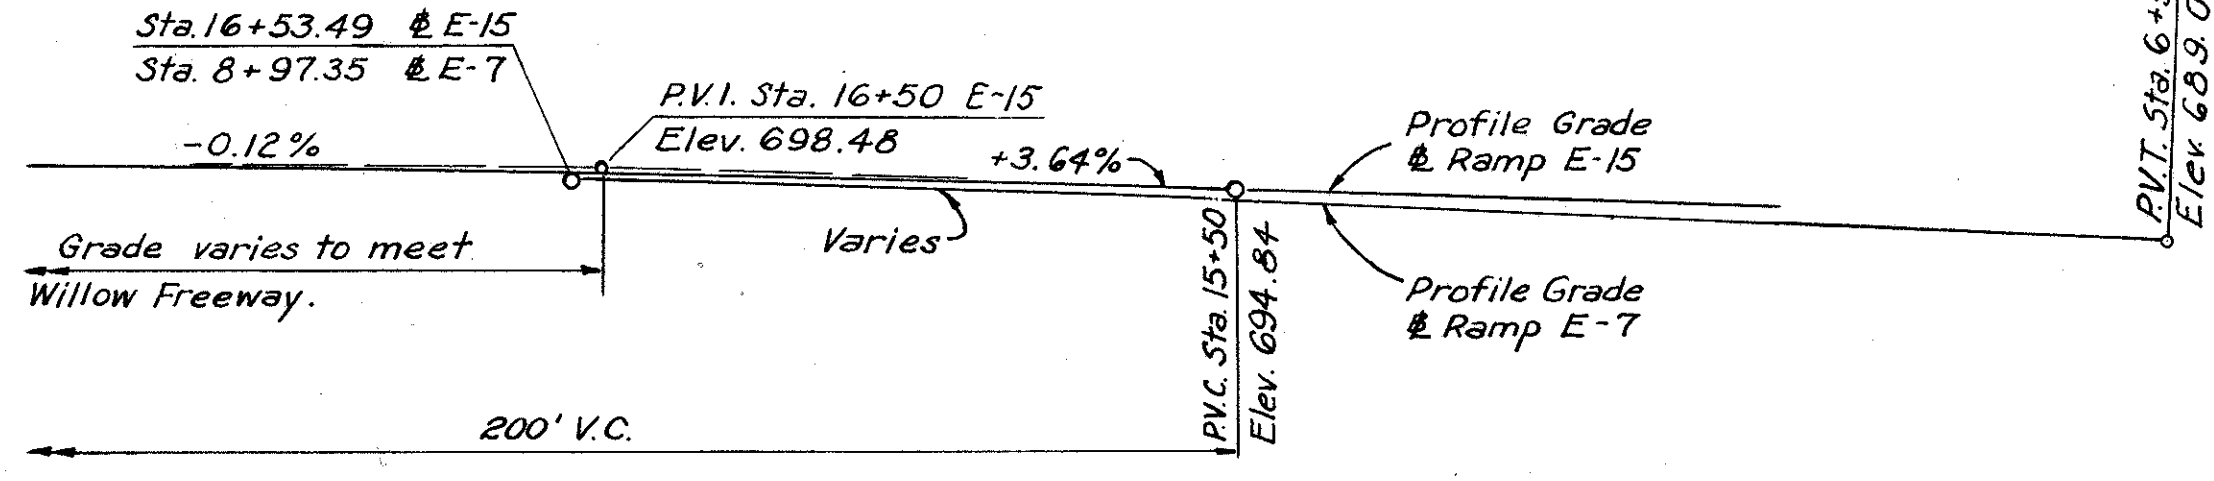 Sta. 16+53.49 ℄ E-15
Sta. 8+97.35 ℄ E-7
P.V.I. Sta. 16+50 E-15
Elev. 698.48
-0.12%
+3.64%
Profile Grade
℄ Ramp E-15
Grade varies to meet
Willow Freeway.
Varies
Profile Grade
℄ Ramp E-7
P.V.C. Sta. 15+50
Elev. 694.84
200' V.C.
P.V.T. Sta. 6+
Elev. 689.0